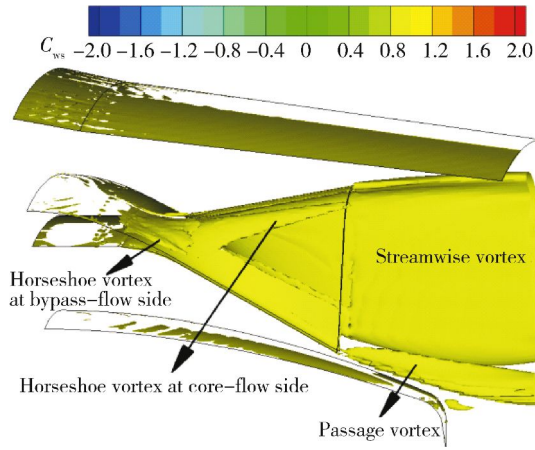 C_ws -2.0 -1.6 -1.2 -0.8 -0.4 0 0.4 0.8 1.2 1.6 2.0
Streamwise vortex
Horseshoe vortex
at bypass-flow side
Horseshoe vortex at core-flow side
Passage vortex